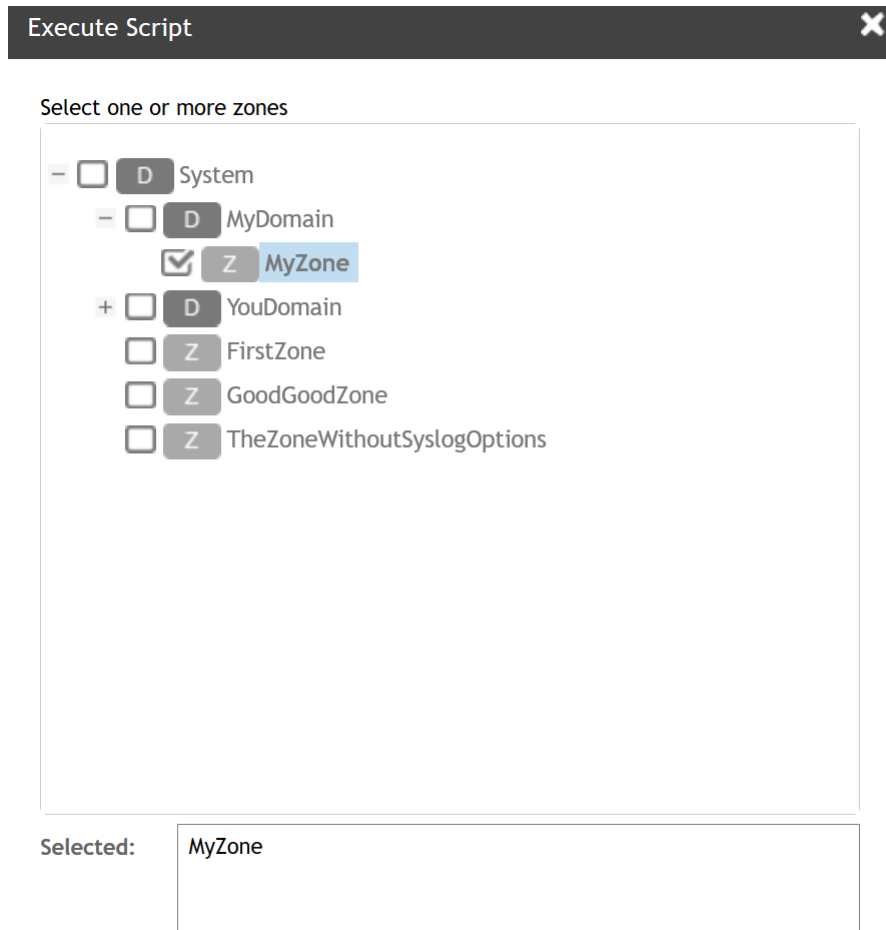 Execute Script
Select one or more zones
D System
D MyDomain
Z MyZone
D YouDomain
Z FirstZone
Z GoodGoodZone
Z TheZoneWithoutSyslogOptions
Selected: MyZone